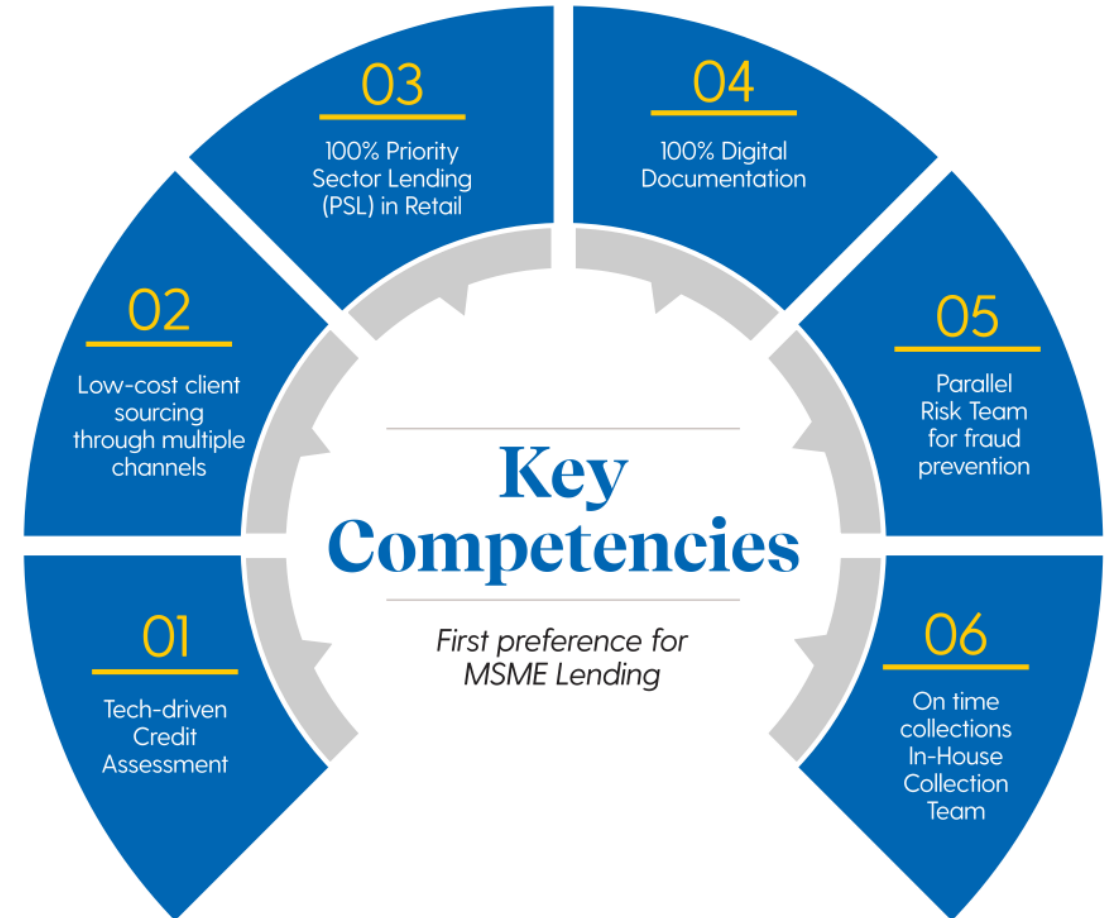 Key
Competencies
First preference for
MSME Lending
01
Tech-driven
Credit
Assessment
02
Low-cost client
sourcing
through multiple
channels
03
100% Priority
Sector Lending
(PSL) in Retail
04
100% Digital
Documentation
05
Parallel
Risk Team
for fraud
prevention
06
On time
collections
In-House
Collection
Team